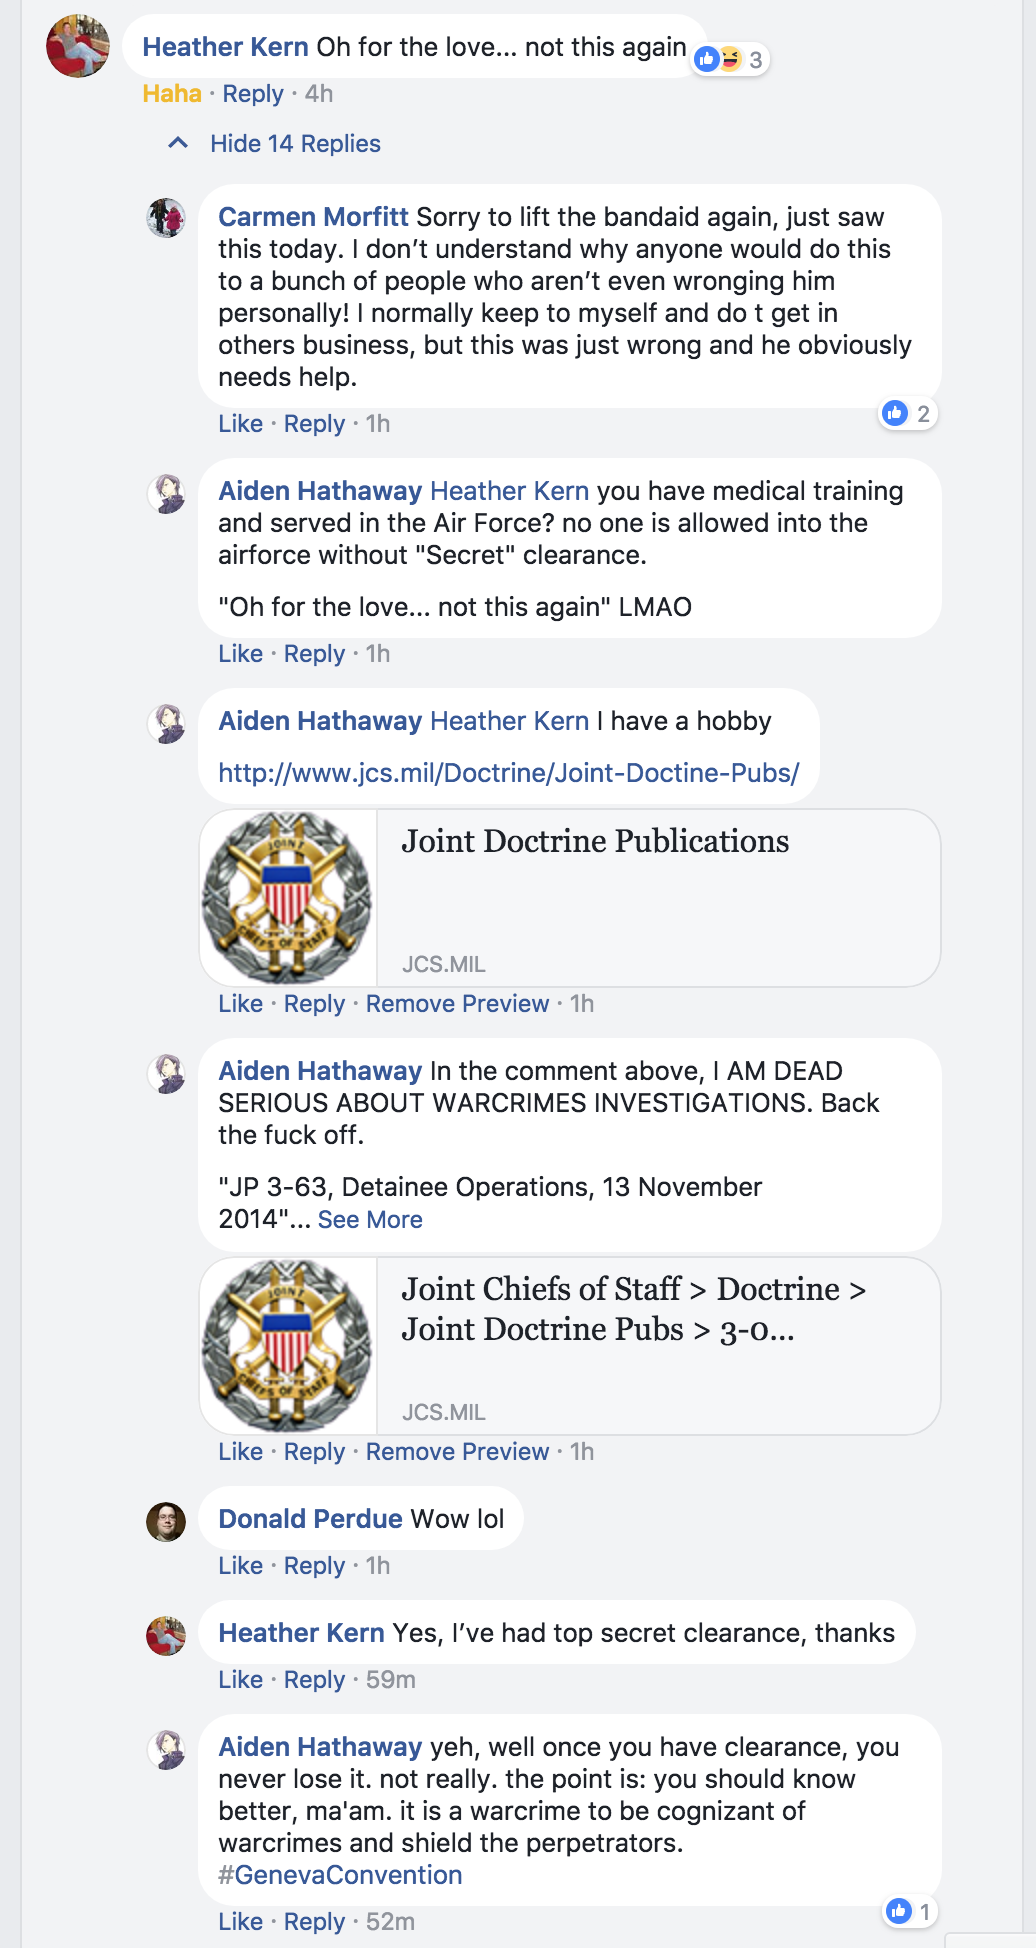 Heather Kern Oh for the love... not this again
3
Haha · Reply · 4h
Hide 14 Replies
Carmen Morfitt Sorry to lift the bandaid again, just saw
this today. I don’t understand why anyone would do this
to a bunch of people who aren’t even wronging him
personally! I normally keep to myself and do t get in
others business, but this was just wrong and he obviously
needs help.
2
Like · Reply · 1h
Aiden Hathaway Heather Kern you have medical training
and served in the Air Force? no one is allowed into the
airforce without "Secret" clearance.
"Oh for the love... not this again" LMAO
Like · Reply · 1h
Aiden Hathaway Heather Kern I have a hobby
http://www.jcs.mil/Doctrine/Joint-Doctine-Pubs/
JOINT
CHIEFS OF STAFF
Joint Doctrine Publications
JCS.MIL
Like · Reply · Remove Preview · 1h
Aiden Hathaway In the comment above, I AM DEAD
SERIOUS ABOUT WARCRIMES INVESTIGATIONS. Back
the fuck off.
"JP 3-63, Detainee Operations, 13 November
2014"... See More
JOINT
CHIEFS OF STAFF
Joint Chiefs of Staff > Doctrine >
Joint Doctrine Pubs > 3-0...
JCS.MIL
Like · Reply · Remove Preview · 1h
Donald Perdue Wow lol
Like · Reply · 1h
Heather Kern Yes, I’ve had top secret clearance, thanks
Like · Reply · 59m
Aiden Hathaway yeh, well once you have clearance, you
never lose it. not really. the point is: you should know
better, ma'am. it is a warcrime to be cognizant of
warcrimes and shield the perpetrators.
#GenevaConvention
1
Like · Reply · 52m